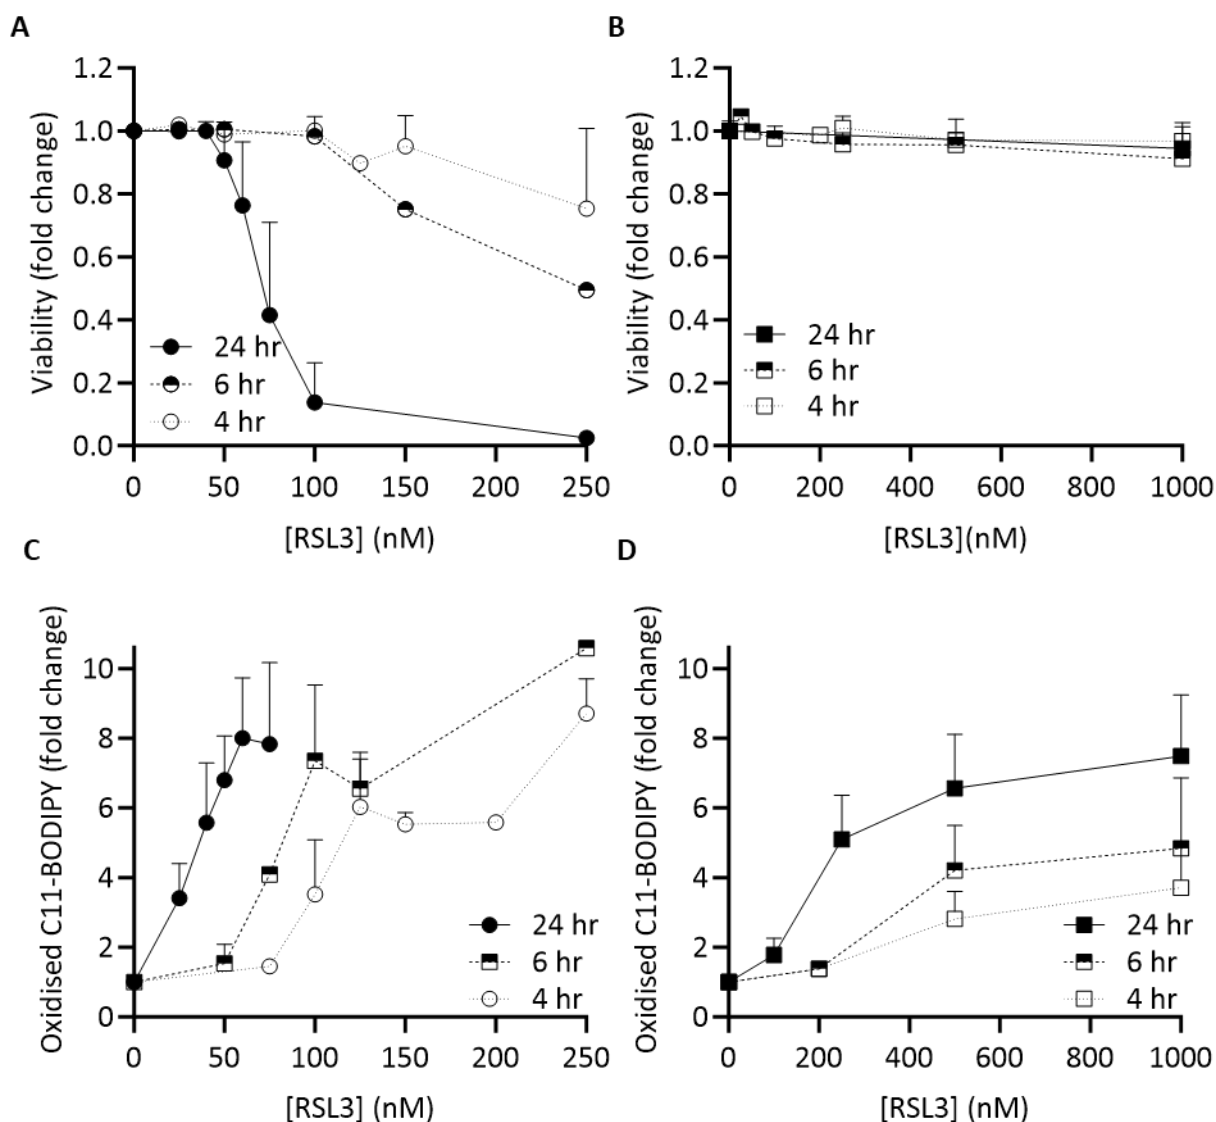 A
Viability (fold change)
1.2
1.0
0.8
0.6
0.4
0.2
0.0
24 hr
6 hr
4 hr
0 50 100 150 200 250
[RSL3] (nM)
B
Viability (fold change)
1.2
1.0
0.8
0.6
0.4
0.2
0.0
24 hr
6 hr
4 hr
0 200 400 600 800 1000
[RSL3](nM)
C
Oxidised C11-BODIPY (fold change)
10
8
6
4
2
0
24 hr
6 hr
4 hr
0 50 100 150 200 250
[RSL3] (nM)
D
Oxidised C11-BODIPY (fold change)
10
8
6
4
2
0
24 hr
6 hr
4 hr
0 200 400 600 800 1000
[RSL3] (nM)